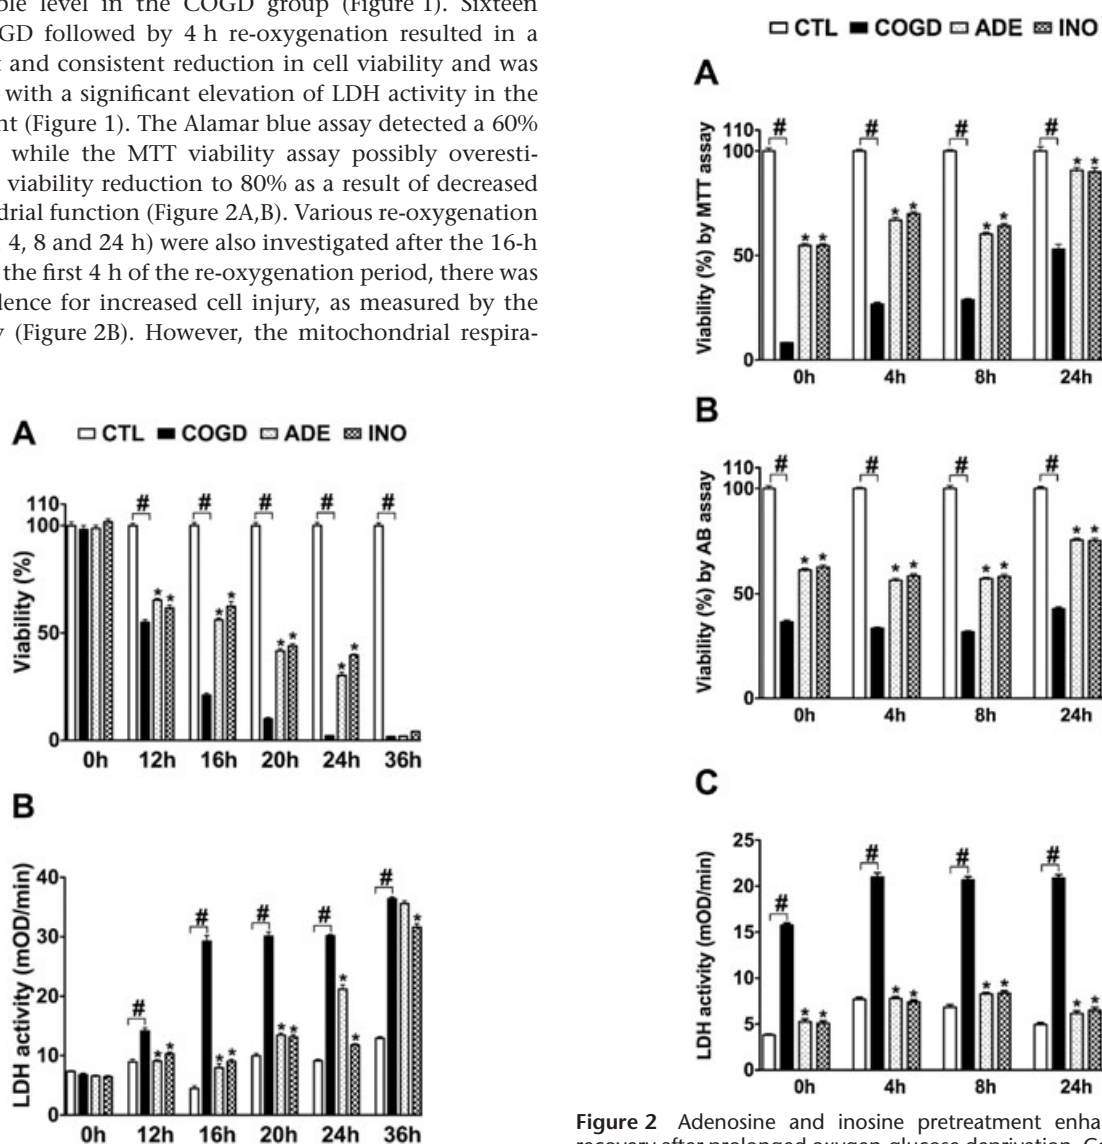 ble level in the COGD group (Figure 1). Sixteen
GD followed by 4 h re-oxygenation resulted in a
t and consistent reduction in cell viability and was
with a significant elevation of LDH activity in the
nt (Figure 1). The Alamar blue assay detected a 60%
while the MTT viability assay possibly overesti-
viability reduction to 80% as a result of decreased
drial function (Figure 2A,B). Various re-oxygenation
4, 8 and 24 h) were also investigated after the 16-h
the first 4 h of the re-oxygenation period, there was
dence for increased cell injury, as measured by the
y (Figure 2B). However, the mitochondrial respira-
A
CTL COGD ADE INO
110
100
50
0
Viability (%)
# # # # #
* * * * * * * *
0h 12h 16h 20h 24h 36h
B
40
30
20
10
0
LDH activity (mOD/min)
# # # # #
* * * * * * * * *
0h 12h 16h 20h 24h 36h
CTL COGD ADE INO
A
110
100
50
0
Viability (%) by MTT assay
# # # #
* * * * * * * *
0h 4h 8h 24h
B
110
100
50
0
Viability (%) by AB assay
# # # #
* * * * * * * *
0h 4h 8h 24h
C
25
20
15
10
5
0
LDH activity (mOD/min)
# # # #
* * * * * * * *
0h 4h 8h 24h
Figure 2 Adenosine and inosine pretreatment enha
recovery after prolonged oxygen-glucose deprivation. C